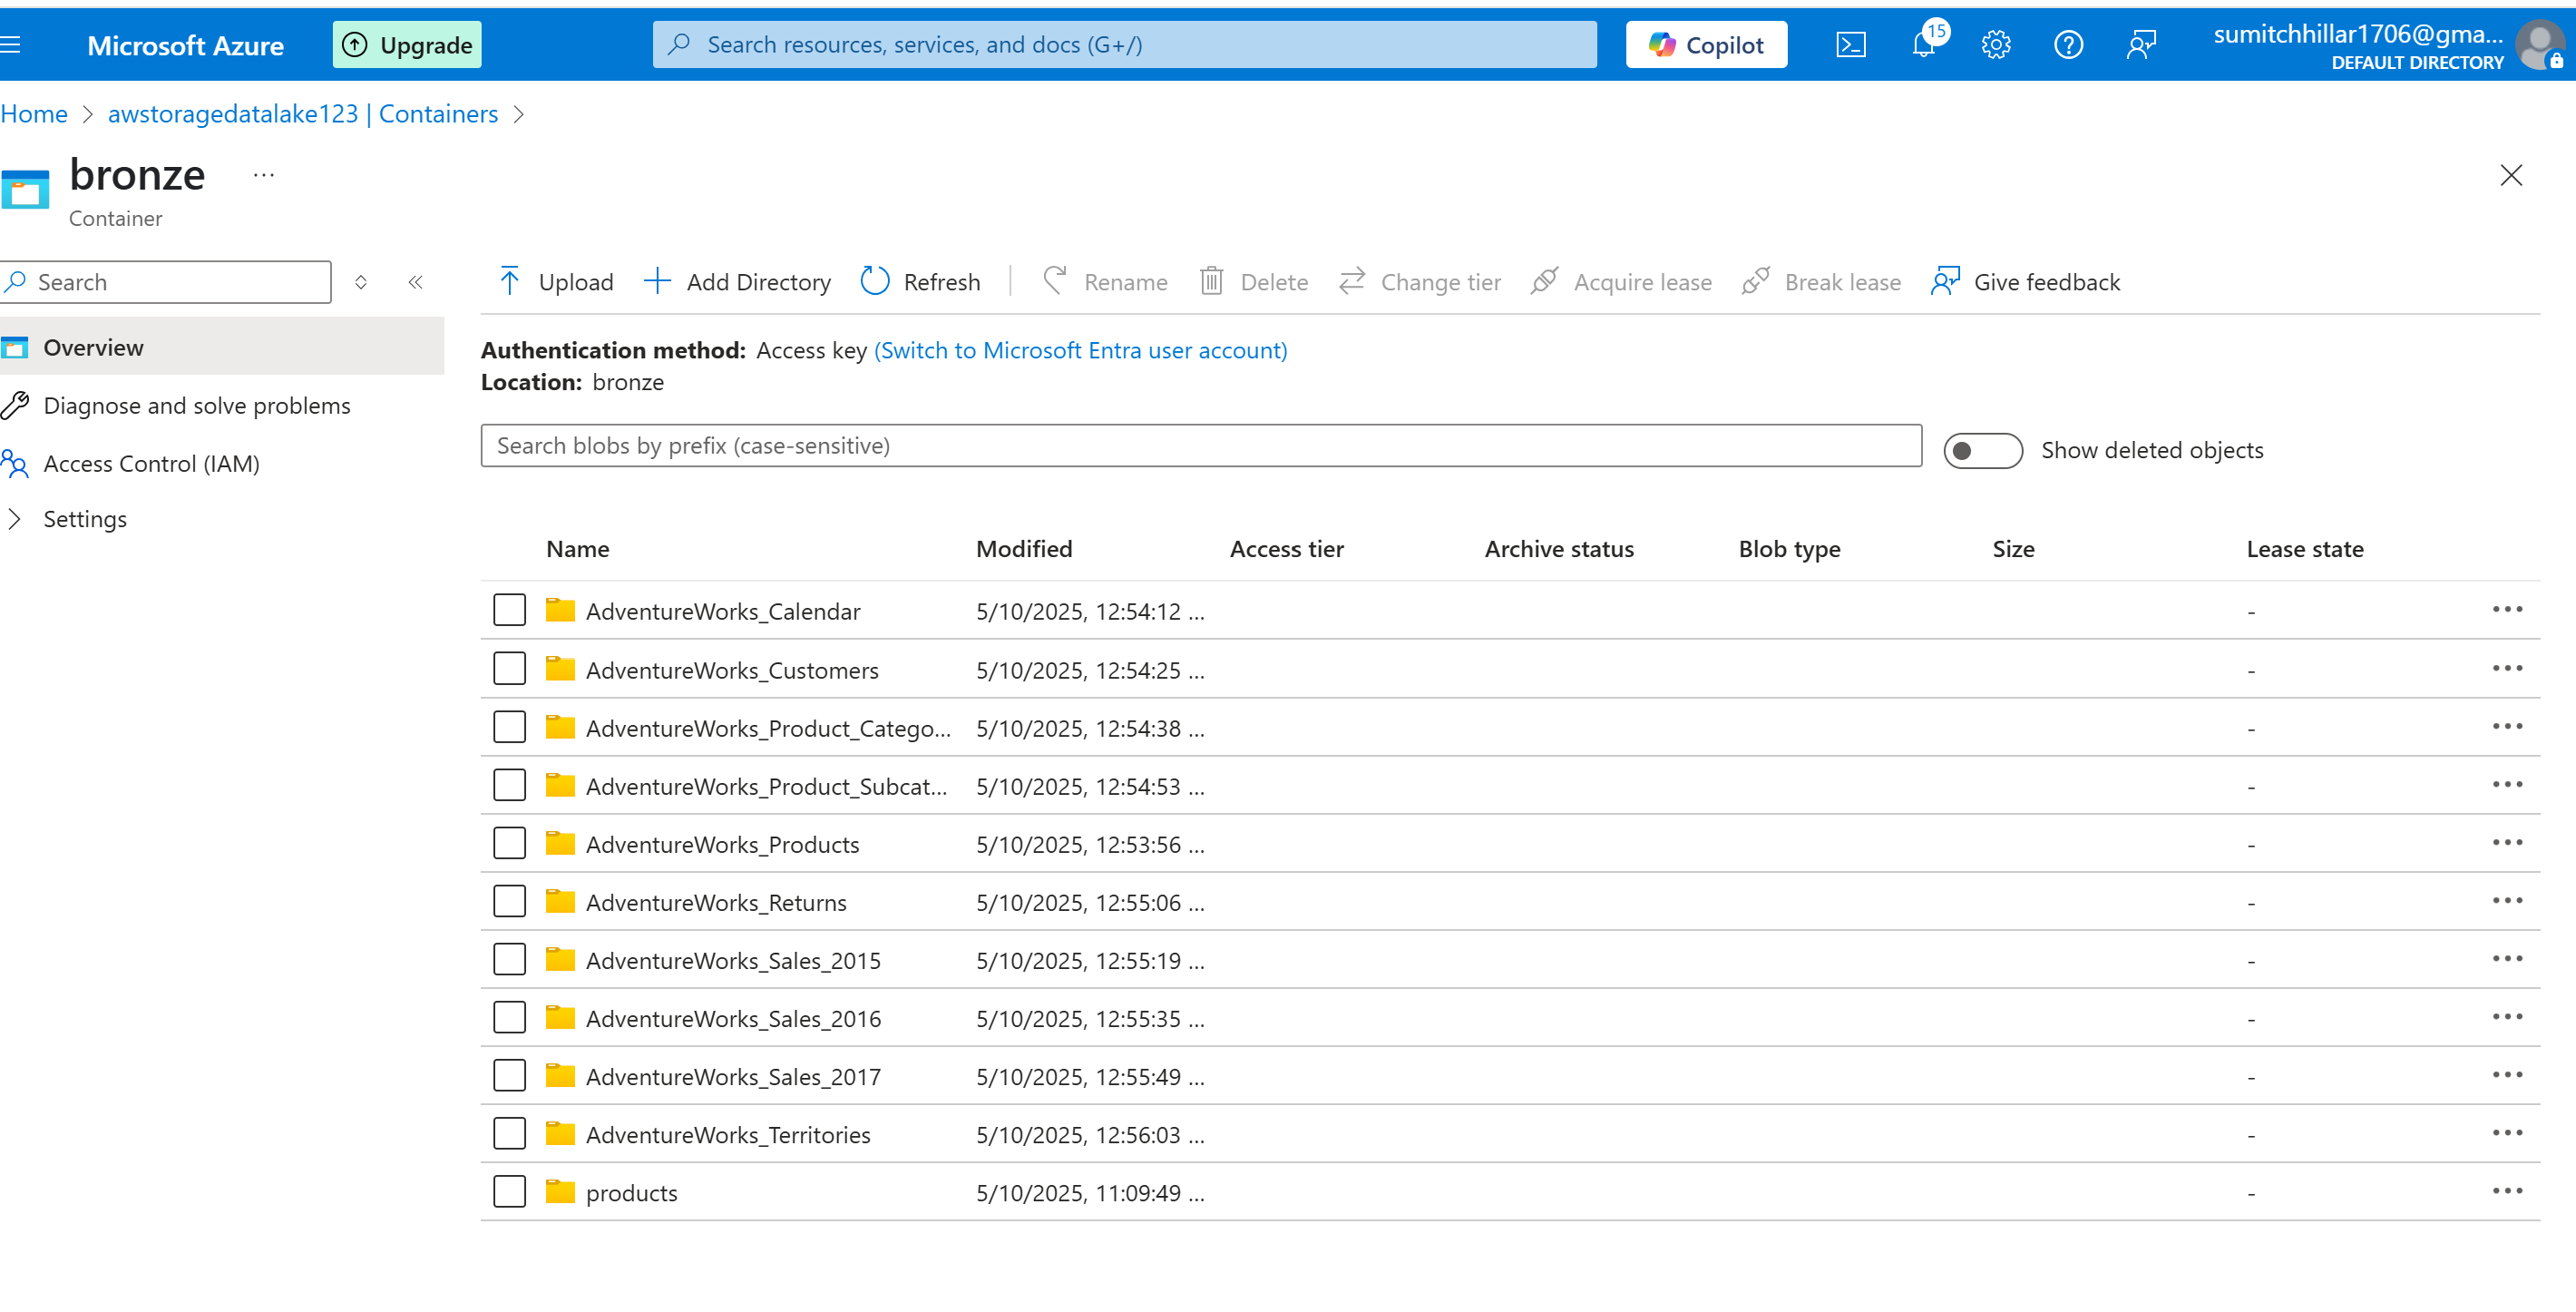 Microsoft Azure Upgrade Search resources, services, and docs (G+/) Copilot 15 sumitchhillar1706@gma...
DEFAULT DIRECTORY
Home > awstoragedatalake123 | Containers >
bronze ...
Container
Search Upload Add Directory Refresh Rename Delete Change tier Acquire lease Break lease Give feedback
Overview
Diagnose and solve problems
Access Control (IAM)
Settings
Authentication method: Access key (Switch to Microsoft Entra user account)
Location: bronze
Search blobs by prefix (case-sensitive) Show deleted objects
Name Modified Access tier Archive status Blob type Size Lease state
AdventureWorks_Calendar 5/10/2025, 12:54:12 ... -
AdventureWorks_Customers 5/10/2025, 12:54:25 ... -
AdventureWorks_Product_Catego... 5/10/2025, 12:54:38 ... -
AdventureWorks_Product_Subcat... 5/10/2025, 12:54:53 ... -
AdventureWorks_Products 5/10/2025, 12:53:56 ... -
AdventureWorks_Returns 5/10/2025, 12:55:06 ... -
AdventureWorks_Sales_2015 5/10/2025, 12:55:19 ... -
AdventureWorks_Sales_2016 5/10/2025, 12:55:35 ... -
AdventureWorks_Sales_2017 5/10/2025, 12:55:49 ... -
AdventureWorks_Territories 5/10/2025, 12:56:03 ... -
products 5/10/2025, 11:09:49 ... -